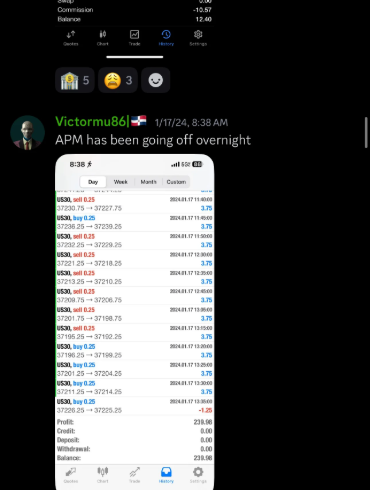 Swap 0.00
Commission -10.57
Balance 12.40
Quotes Chart Trade History Settings
5 3
Victormu86| 1/17/24, 8:38 AM
APM has been going off overnight
8:38
Day Week Month Custom
3.75
US30, sell 0.25 2024.01.17 11:40:00
37230.75 → 37227.75 3.75
US30, buy 0.25 2024.01.17 11:45:00
37236.25 → 37239.25 3.75
US30, sell 0.25 2024.01.17 11:50:00
37232.25 → 37229.25 3.75
US30, sell 0.25 2024.01.17 12:30:00
37221.25 → 37218.25 3.75
US30, sell 0.25 2024.01.17 12:35:00
37213.25 → 37210.25 3.75
US30, sell 0.25 2024.01.17 12:45:00
37209.75 → 37206.75 3.75
US30, sell 0.25 2024.01.17 13:05:00
37201.75 → 37198.75 3.75
US30, sell 0.25 2024.01.17 13:15:00
37195.25 → 37192.25 3.75
US30, buy 0.25 2024.01.17 13:20:00
37196.25 → 37199.25 3.75
US30, buy 0.25 2024.01.17 13:25:00
37201.25 → 37204.25 3.75
US30, buy 0.25 2024.01.17 13:30:00
37211.25 → 37214.25 3.75
US30, buy 0.25 2024.01.17 13:35:00
37226.25 → 37225.25 -1.25
Profit: 239.98
Credit: 0.00
Deposit: 0.00
Withdrawal: 0.00
Balance: 239.98
Quotes Chart Trade History Settings